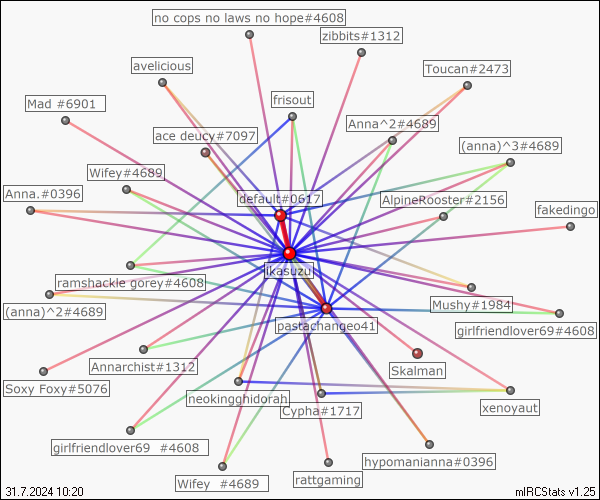 no cops no laws no hope#4608
zibbits#1312
avelicious
Toucan#2473
Mad_#6901
frisout
Anna^2#4689
ace deucy#7097
(anna)^3#4689
Wifey#4689
Anna.#0396
default#0617
AlpineRooster#2156
fakedingo
Ikasuzu
ramshackle gorey#4608
Mushy#1984
(anna)^2#4689
pastachangeo41
girlfriendlover69#4608
Annarchist#1312
Skalman
Soxy Foxy#5076
neokingghidorah
Cypha#1717
xenoyaut
girlfriendlover69__#4608
hypomanianna#0396
Wifey_#4689
rattgaming
31.7.2024 10:20
mIRCStats v1.25